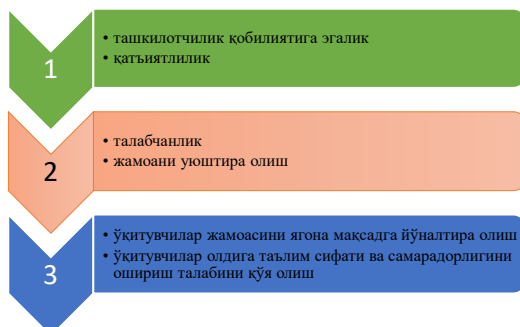 1
• ташкилотчилик қобилиятига эгалик
• қатъиятлилик
2
• талабчанлик
• жамоани уюштира олиш
3
• ўқитувчилар жамоасини ягона мақсадга йўналтира олиш
• ўқитувчилар олдига таълим сифати ва самарадорлигини
ошириш талабини қўя олиш